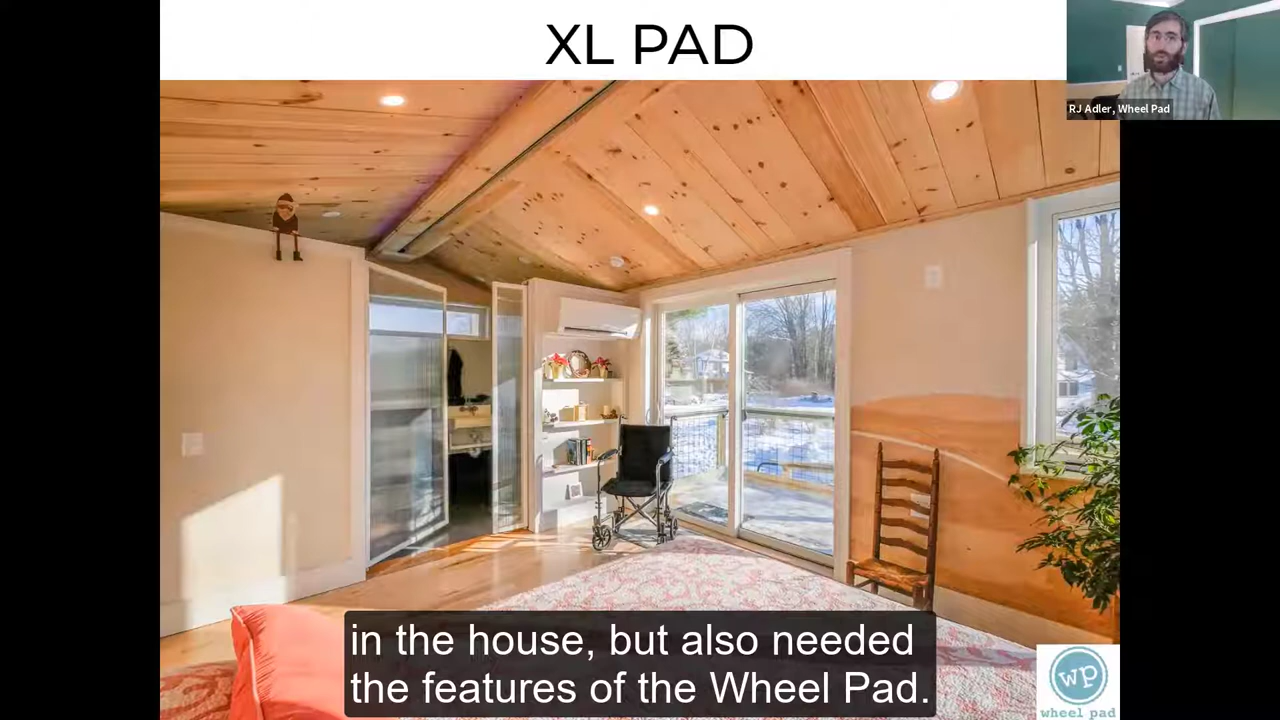 XL PAD
RJ Adler, Wheel Pad
in the house, but also needed
the features of the Wheel Pad.
wp
wheel pad